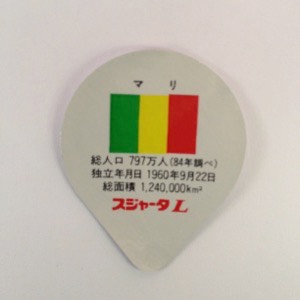 マリ
総人口 797万人（84年調べ）
独立年月日 1960年9月22日
総面積 1,240,000km²
スジャータL